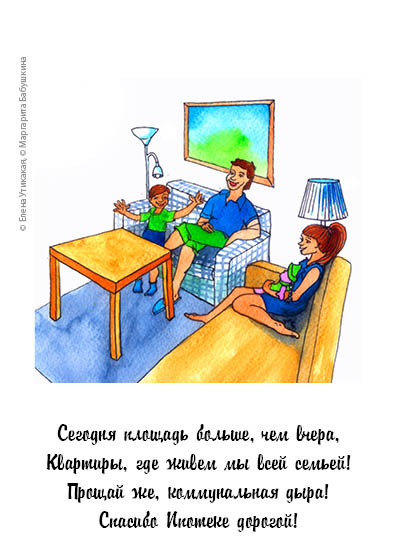 © Елена Утикакая, © Маргарита Бабушкина
Сегодня площадь больше, чем вчера,
Квартиры, где живем мы всей семьей!
Прощай же, коммунальная дыра!
Спасибо Ипотеке дорогой!